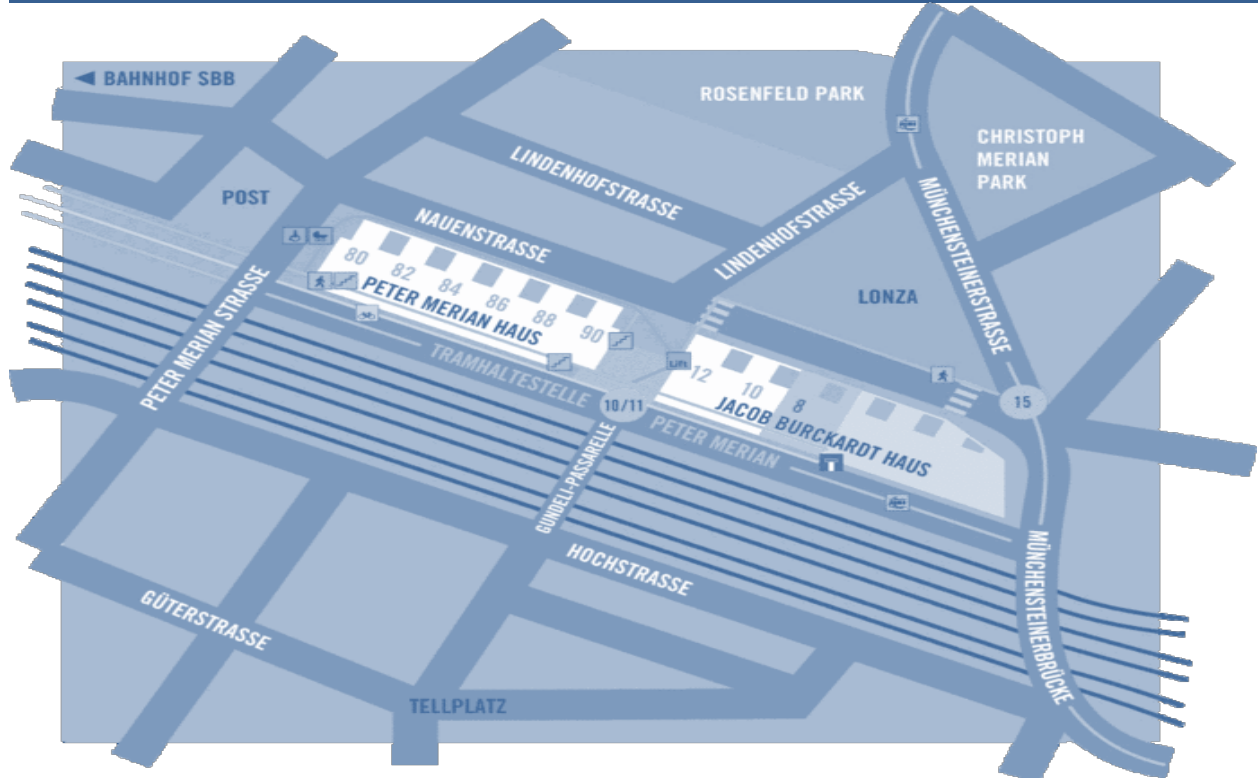 BAHNHOF SBB
ROSENFELD PARK
CHRISTOPH
MERIAN
PARK
LINDENHOFSTRASSE
POST
NAUENSTRASSE
LINDENHOFSTRASSE
MÜNCHENSTEINERSTRASSE
80
82
84
86
88
90
PETER MERIAN HAUS
LONZA
PETER MERIAN STRASSE
TRAMHALTESTELLE
10/11
PETER MERIAN
Lift
12
10
8
JACOB BURCKARDT HAUS
15
GUNDELI-PASSARELLE
HOCHSTRASSE
MÜNCHENSTEINERBRÜCKE
GÜTERSTRASSE
TELLPLATZ